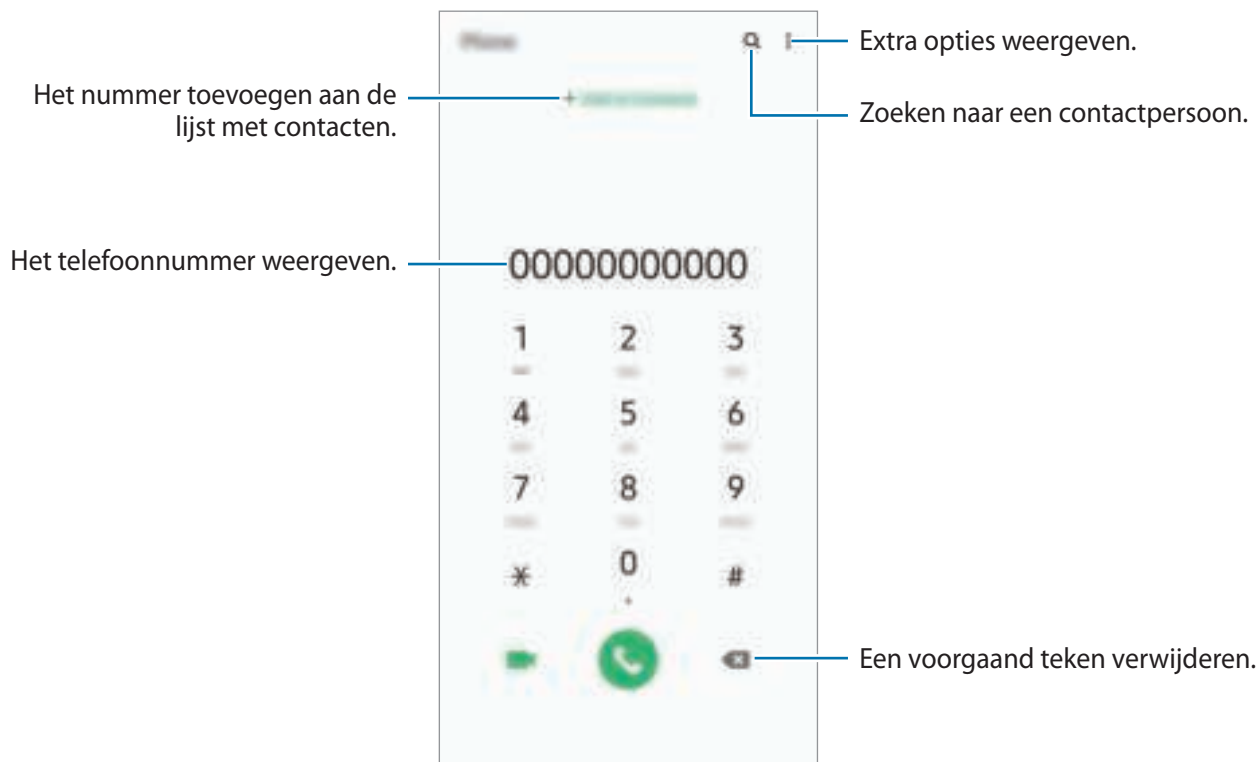 Extra opties weergeven.
Het nummer toevoegen aan de
lijst met contacten.
Zoeken naar een contactpersoon.
Het telefoonnummer weergeven.
00000000000
1 2 3
4 5 6
7 8 9
* 0 #
+
Een voorgaand teken verwijderen.